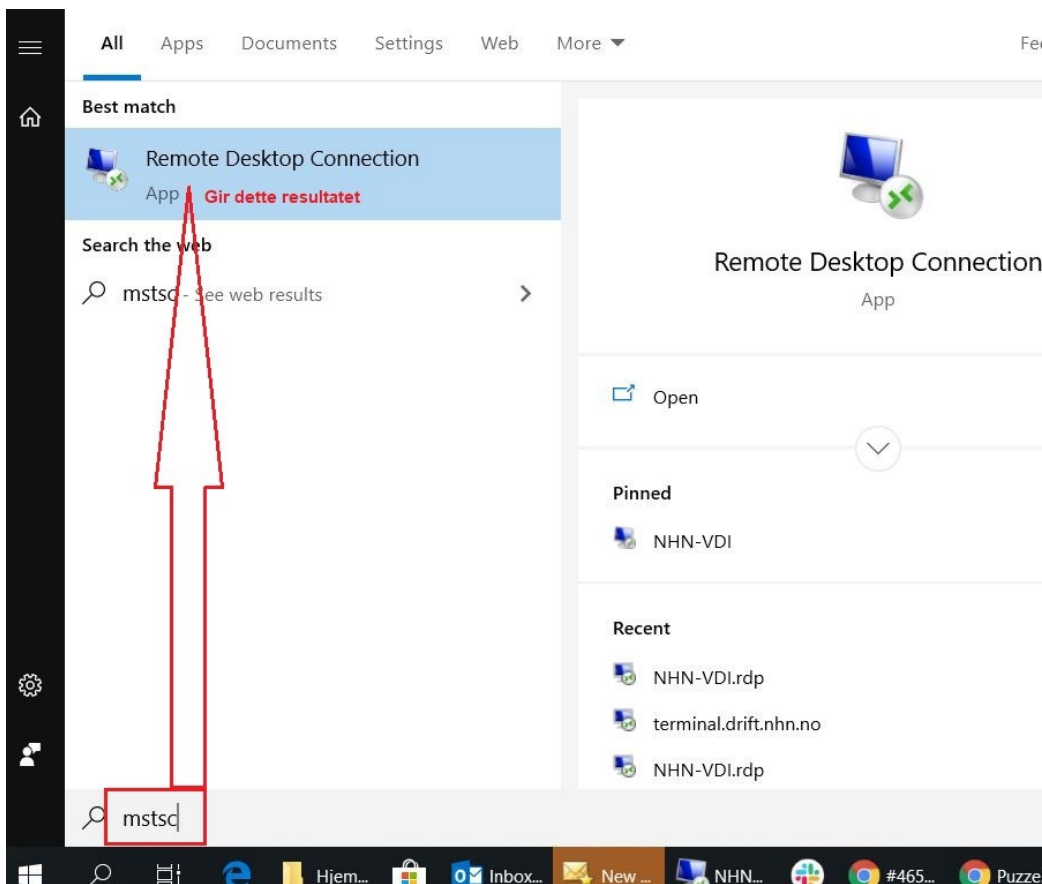 All Apps Documents Settings Web More Fee
Best match
Remote Desktop Connection
App Gir dette resultatet
Search the web
mstsc - See web results
Remote Desktop Connection
App
Open
Pinned
NHN-VDI
Recent
NHN-VDI.rdp
terminal.drift.nhn.no
NHN-VDI.rdp
mstsc
Hjem... Inbox... New ... NHN... #465... Puzze